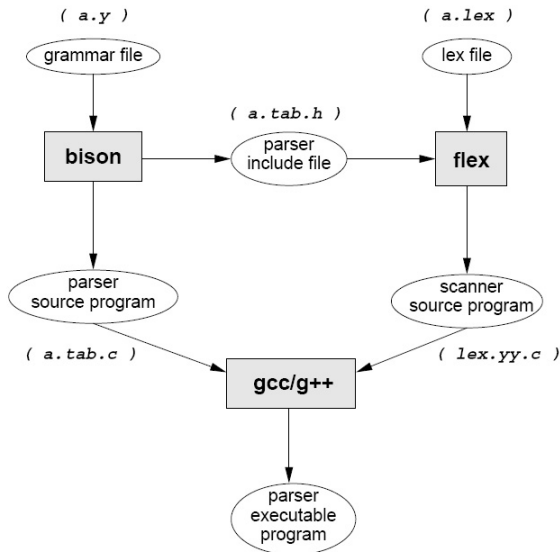 ( a.y )
( a.lex )
grammar file
lex file
( a.tab.h )
bison
parser
include file
flex
parser
source program
scanner
source program
( a.tab.c )
( lex.yy.c )
gcc/g++
parser
executable
program